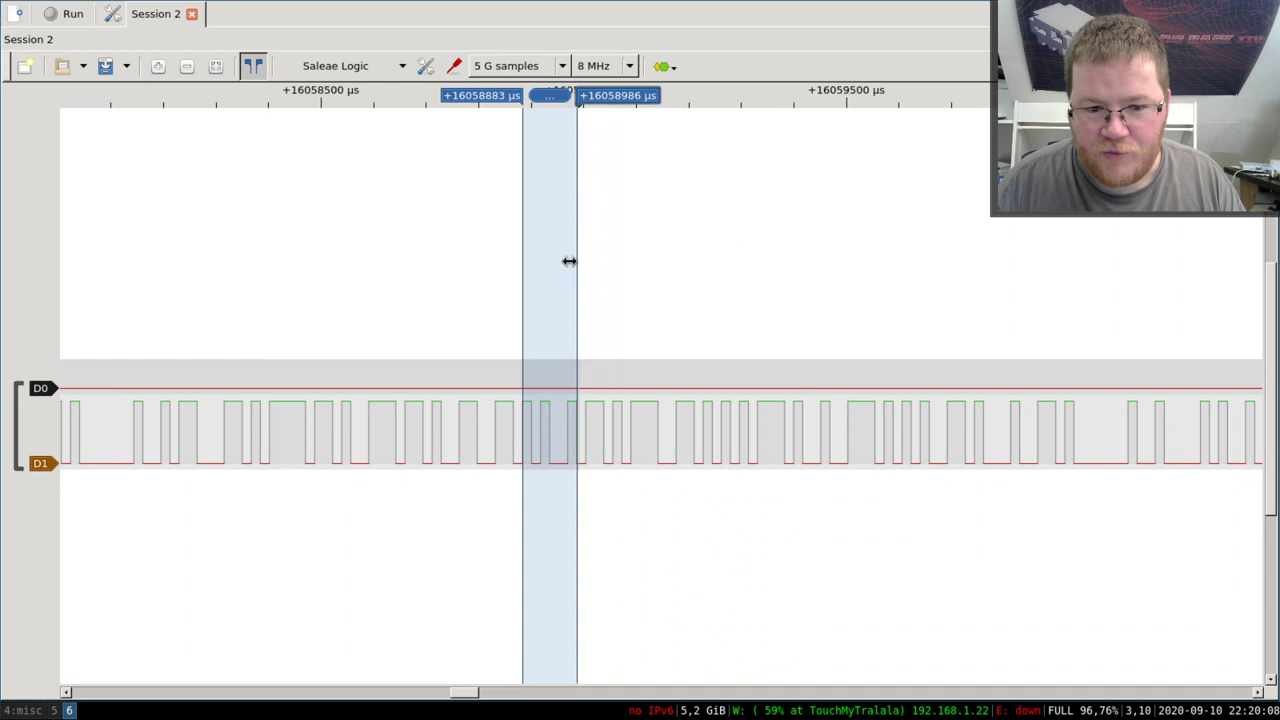 Run
Session 2
Session 2
Saleae Logic
5 G samples
8 MHz
+16058500 µs
+16059500 µs
+16058883 µs
...
+16058986 µs
D0
D1
4:misc 5 6
no IPv6|5,2 GiB|W: ( 59% at TouchMyTralala) 192.168.1.22|E: down|FULL 96,76%|3,10|2020-09-10 22:20:08